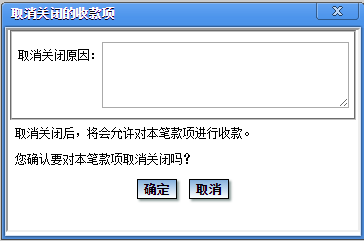 取消关闭的收款项
取消关闭原因：
取消关闭后，将会允许对本笔款项进行收款。
您确认要对本笔款项取消关闭吗？
确定 取消